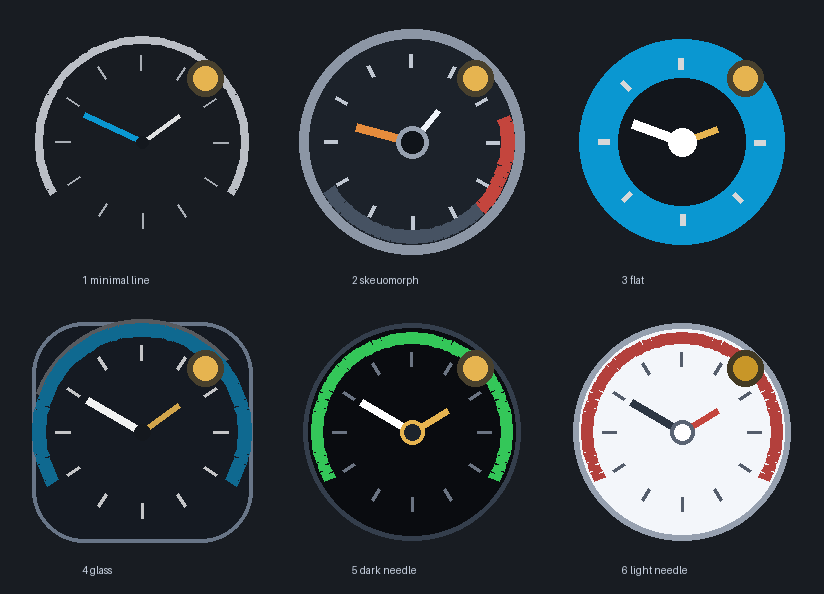 1 minimal line
2 skeuomorph
3 flat
4 glass
5 dark needle
6 light needle